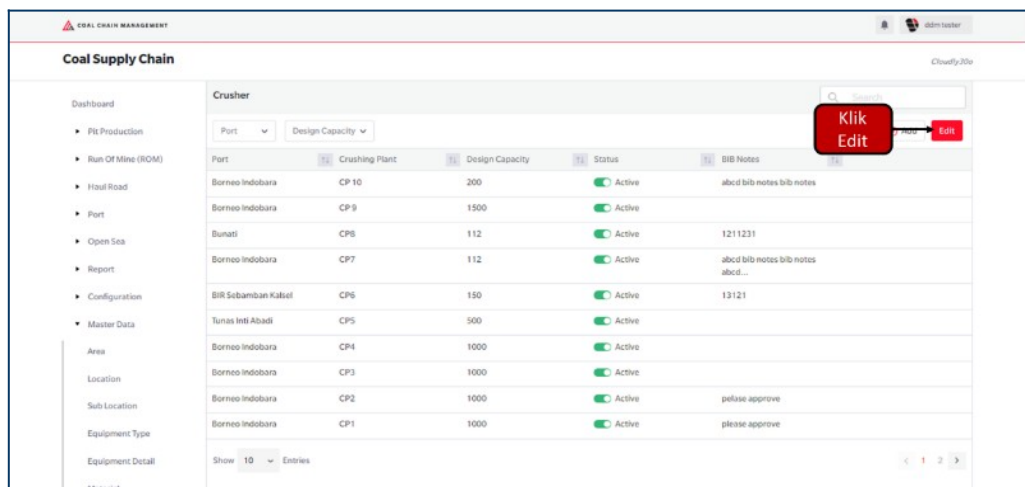 COAL CHAIN MANAGEMENT
ddm tester
Coal Supply Chain
Cloudfly30o
Dashboard
Pit Production
Run Of Mine (ROM)
Haul Road
Port
Open Sea
Report
Configuration
Master Data
Area
Location
Sub Location
Equipment Type
Equipment Detail
Crusher
Search
Port
Design Capacity
Klik
Edit
Add
Edit
Port Crushing Plant Design Capacity Status BIB Notes
Borneo Indobara CP 10 200 Active abcd bib notes bib notes
Borneo Indobara CP 9 1500 Active
Bunati CP8 112 Active 1211231
Borneo Indobara CP7 112 Active abcd bib notes bib notes
abcd...
BIR Sebamban Kalsel CP6 150 Active 13121
Tunas Inti Abadi CP5 500 Active
Borneo Indobara CP4 1000 Active
Borneo Indobara CP3 1000 Active
Borneo Indobara CP2 1000 Active pelase approve
Borneo Indobara CP1 1000 Active please approve
Show 10 Entries
1 2